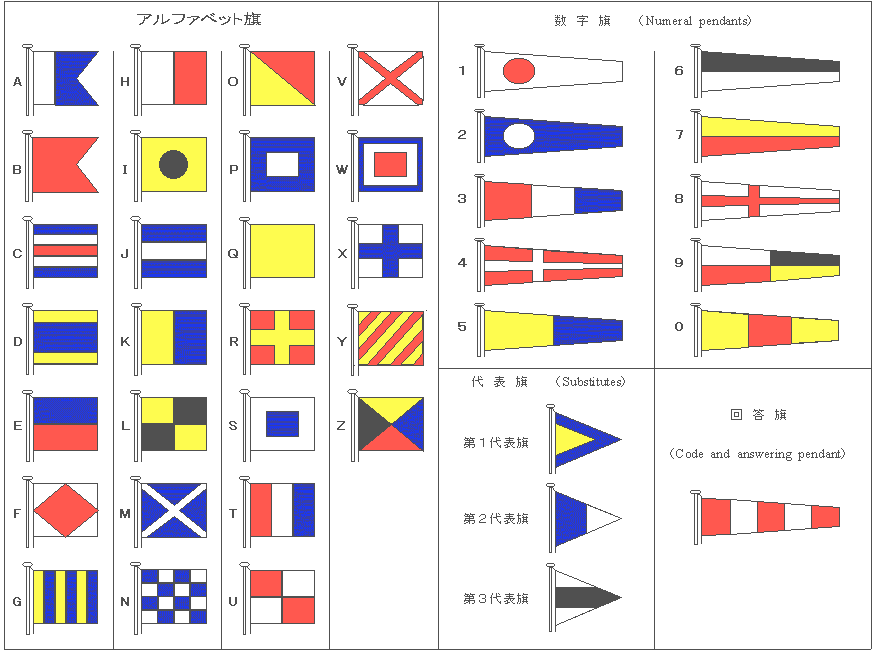 アルファベット旗
A
B
C
D
E
F
G
H
I
J
K
L
M
N
O
P
Q
R
S
T
U
V
W
X
Y
Z
数字旗 (Numeral pendants)
1
2
3
4
5
6
7
8
9
0
代表旗 (Substitutes)
第1代表旗
第2代表旗
第3代表旗
回答旗
(Code and answering pendant)